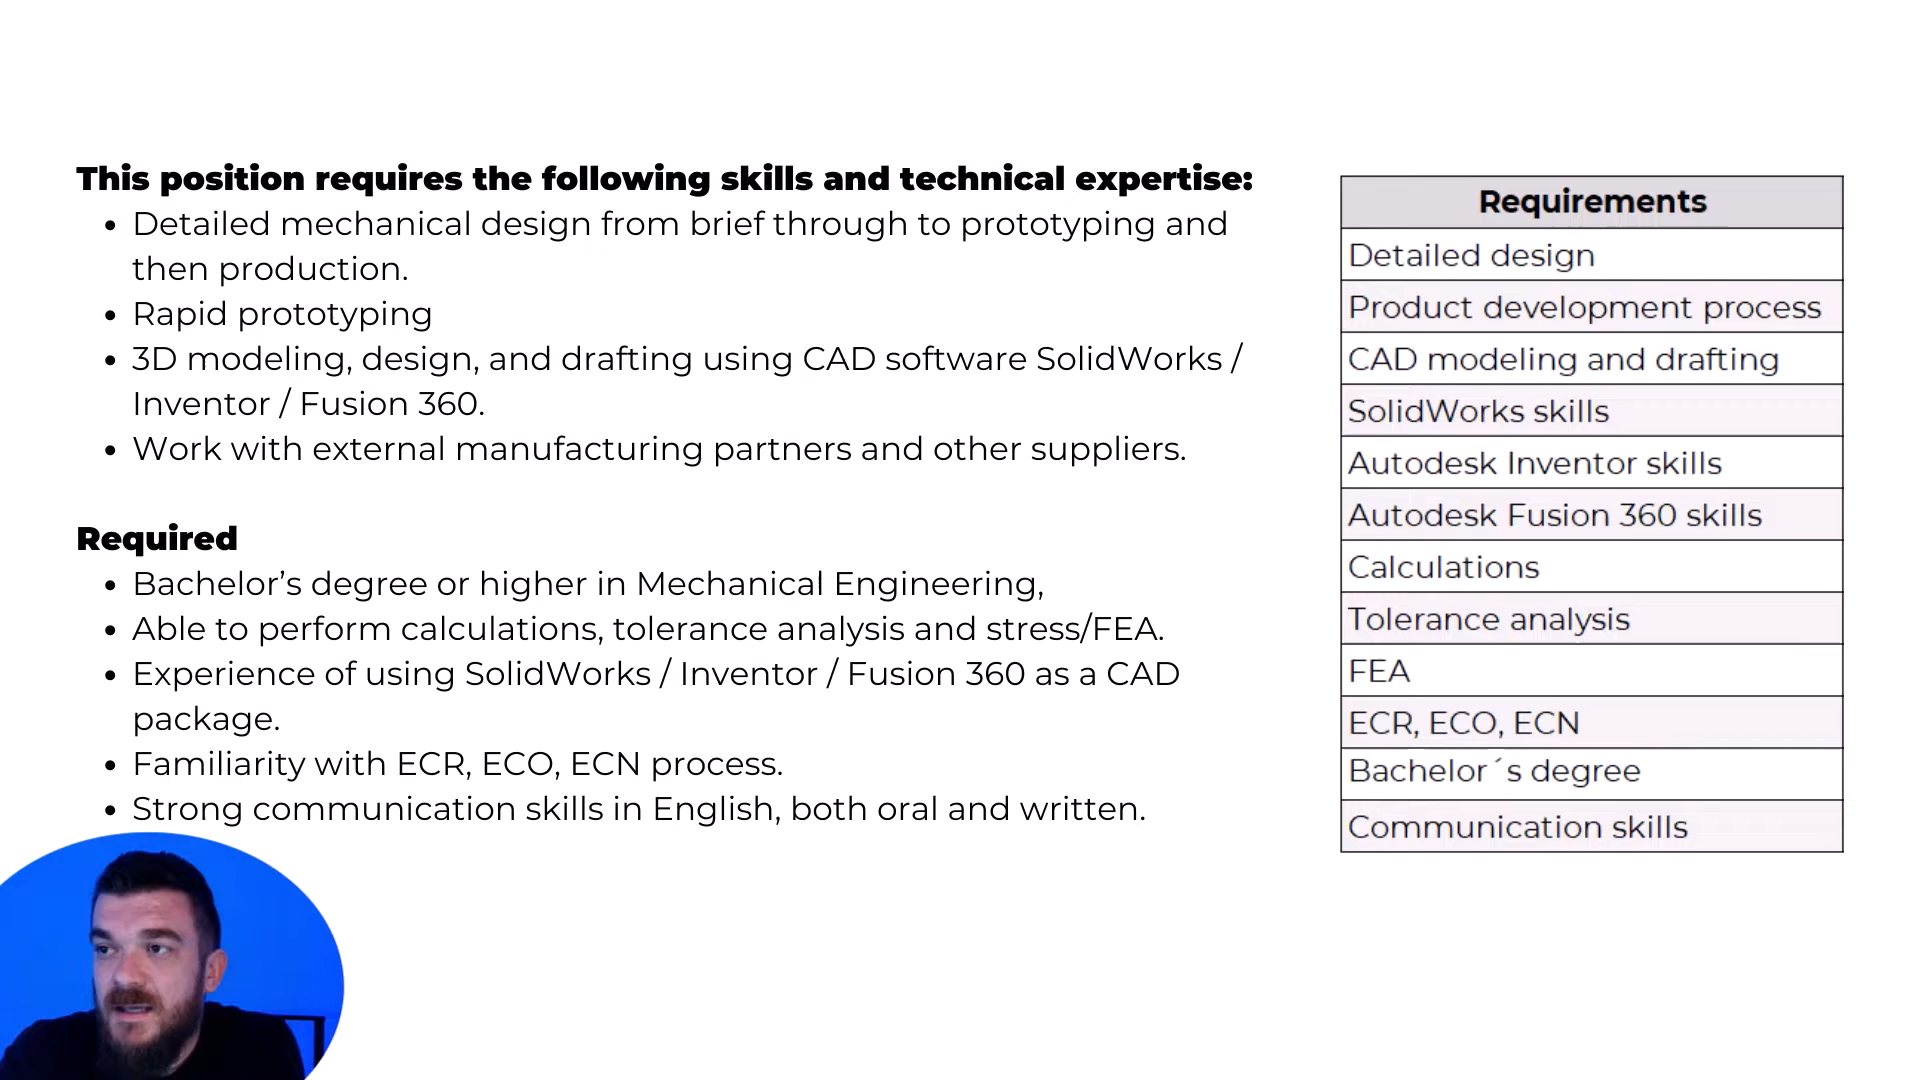 This position requires the following skills and technical expertise:
• Detailed mechanical design from brief through to prototyping and
then production.
• Rapid prototyping
• 3D modeling, design, and drafting using CAD software SolidWorks /
Inventor / Fusion 360.
• Work with external manufacturing partners and other suppliers.
Required
• Bachelor’s degree or higher in Mechanical Engineering,
• Able to perform calculations, tolerance analysis and stress/FEA.
• Experience of using SolidWorks / Inventor / Fusion 360 as a CAD
package.
• Familiarity with ECR, ECO, ECN process.
• Strong communication skills in English, both oral and written.
Requirements
Detailed design
Product development process
CAD modeling and drafting
SolidWorks skills
Autodesk Inventor skills
Autodesk Fusion 360 skills
Calculations
Tolerance analysis
FEA
ECR, ECO, ECN
Bachelor´s degree
Communication skills